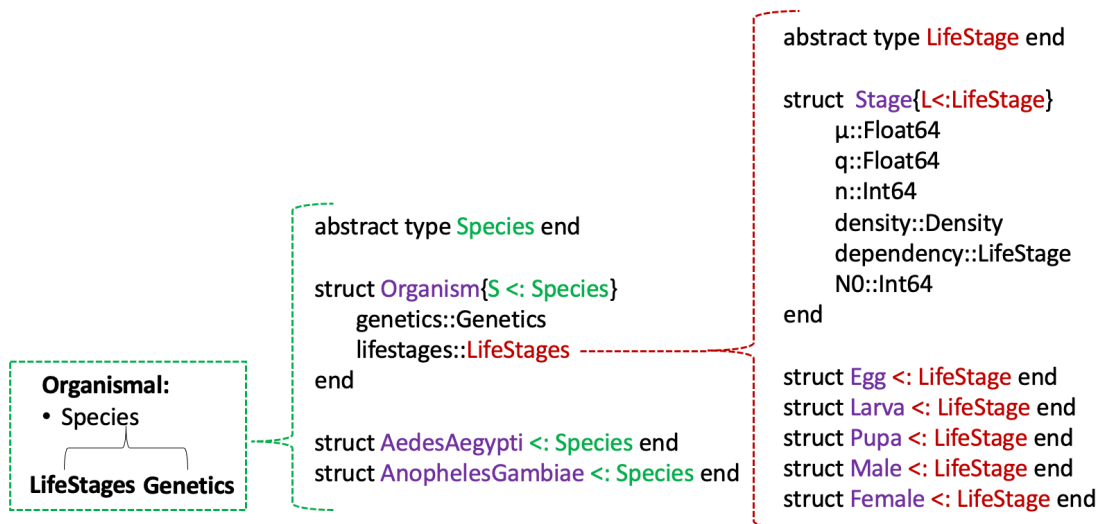 Organismal:
• Species
LifeStages Genetics
abstract type Species end
struct Organism{S <: Species}
genetics::Genetics
lifestages::LifeStages
end
struct AedesAegypti <: Species end
struct AnophelesGambiae <: Species end
abstract type LifeStage end
struct Stage{L<:LifeStage}
μ::Float64
q::Float64
n::Int64
density::Density
dependency::LifeStage
N0::Int64
end
struct Egg <: LifeStage end
struct Larva <: LifeStage end
struct Pupa <: LifeStage end
struct Male <: LifeStage end
struct Female <: LifeStage end